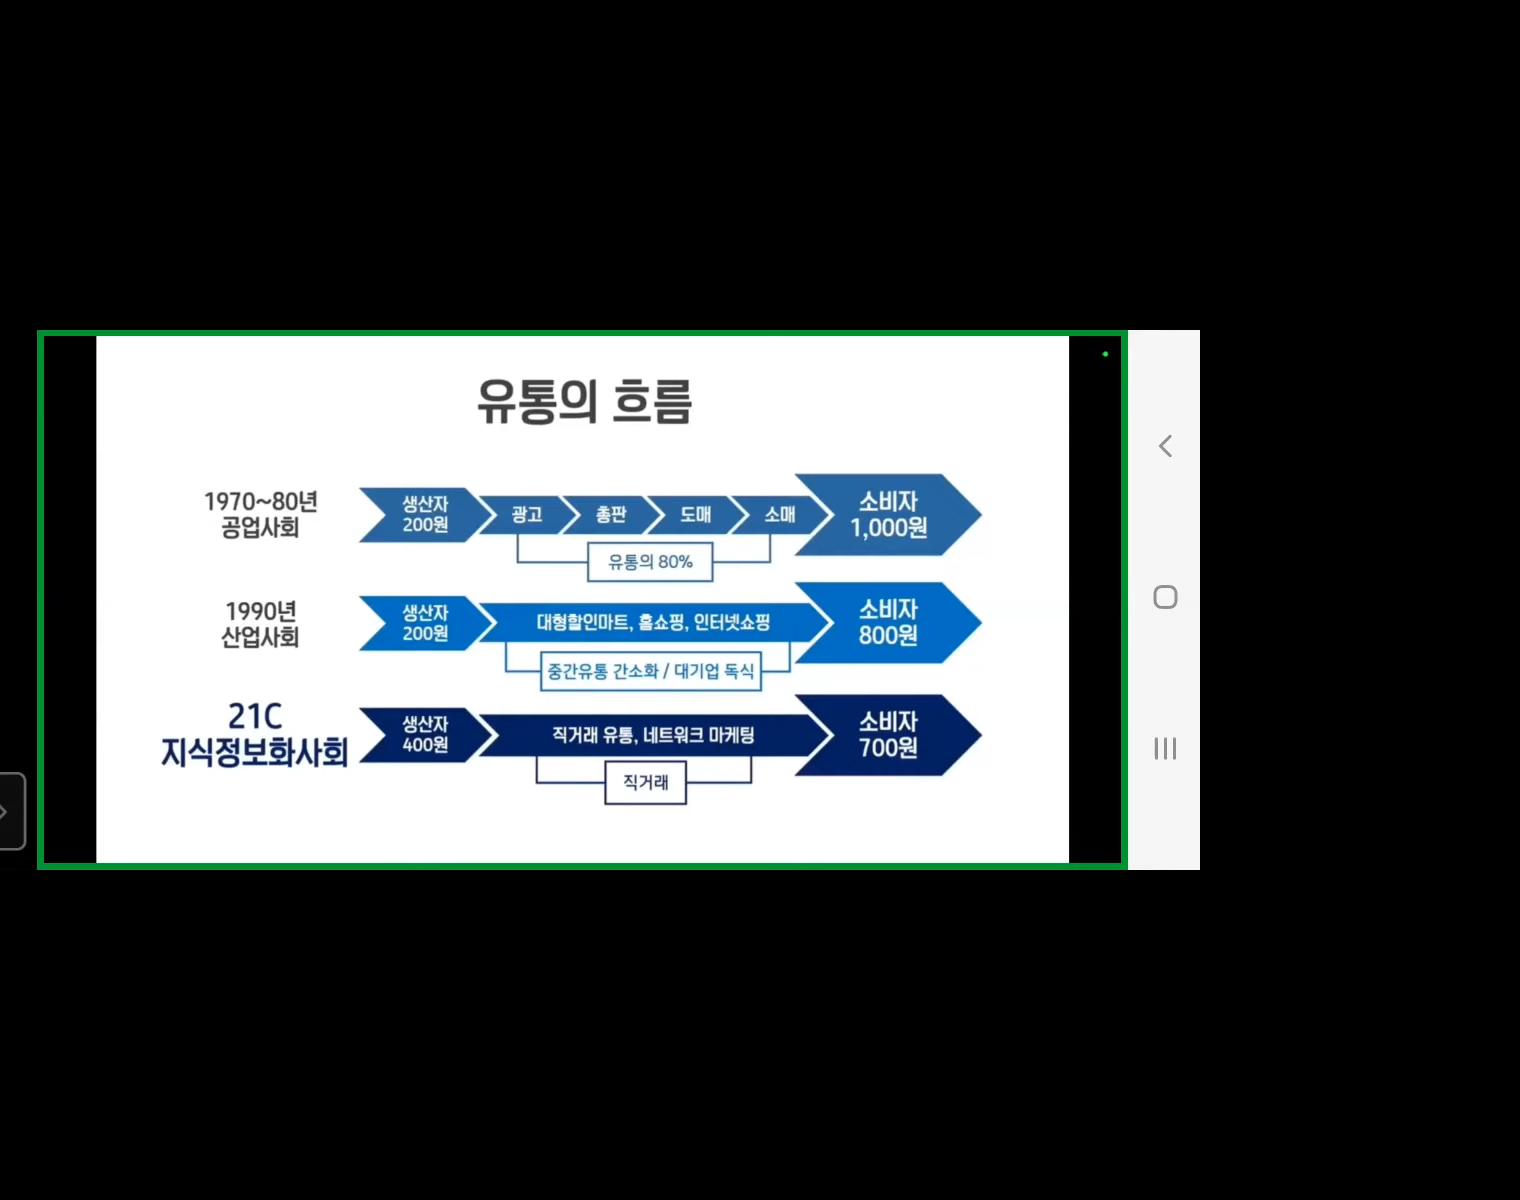 유통의 흐름
1970~80년
공업사회
생산자
200원
광고
총판
도매
소매
소비자
1,000원
유통의 80%
1990년
산업사회
생산자
200원
대형할인마트, 홈쇼핑, 인터넷쇼핑
소비자
800원
중간유통 간소화 / 대기업 독식
21C
지식정보화사회
생산자
400원
직거래 유통, 네트워크 마케팅
소비자
700원
직거래